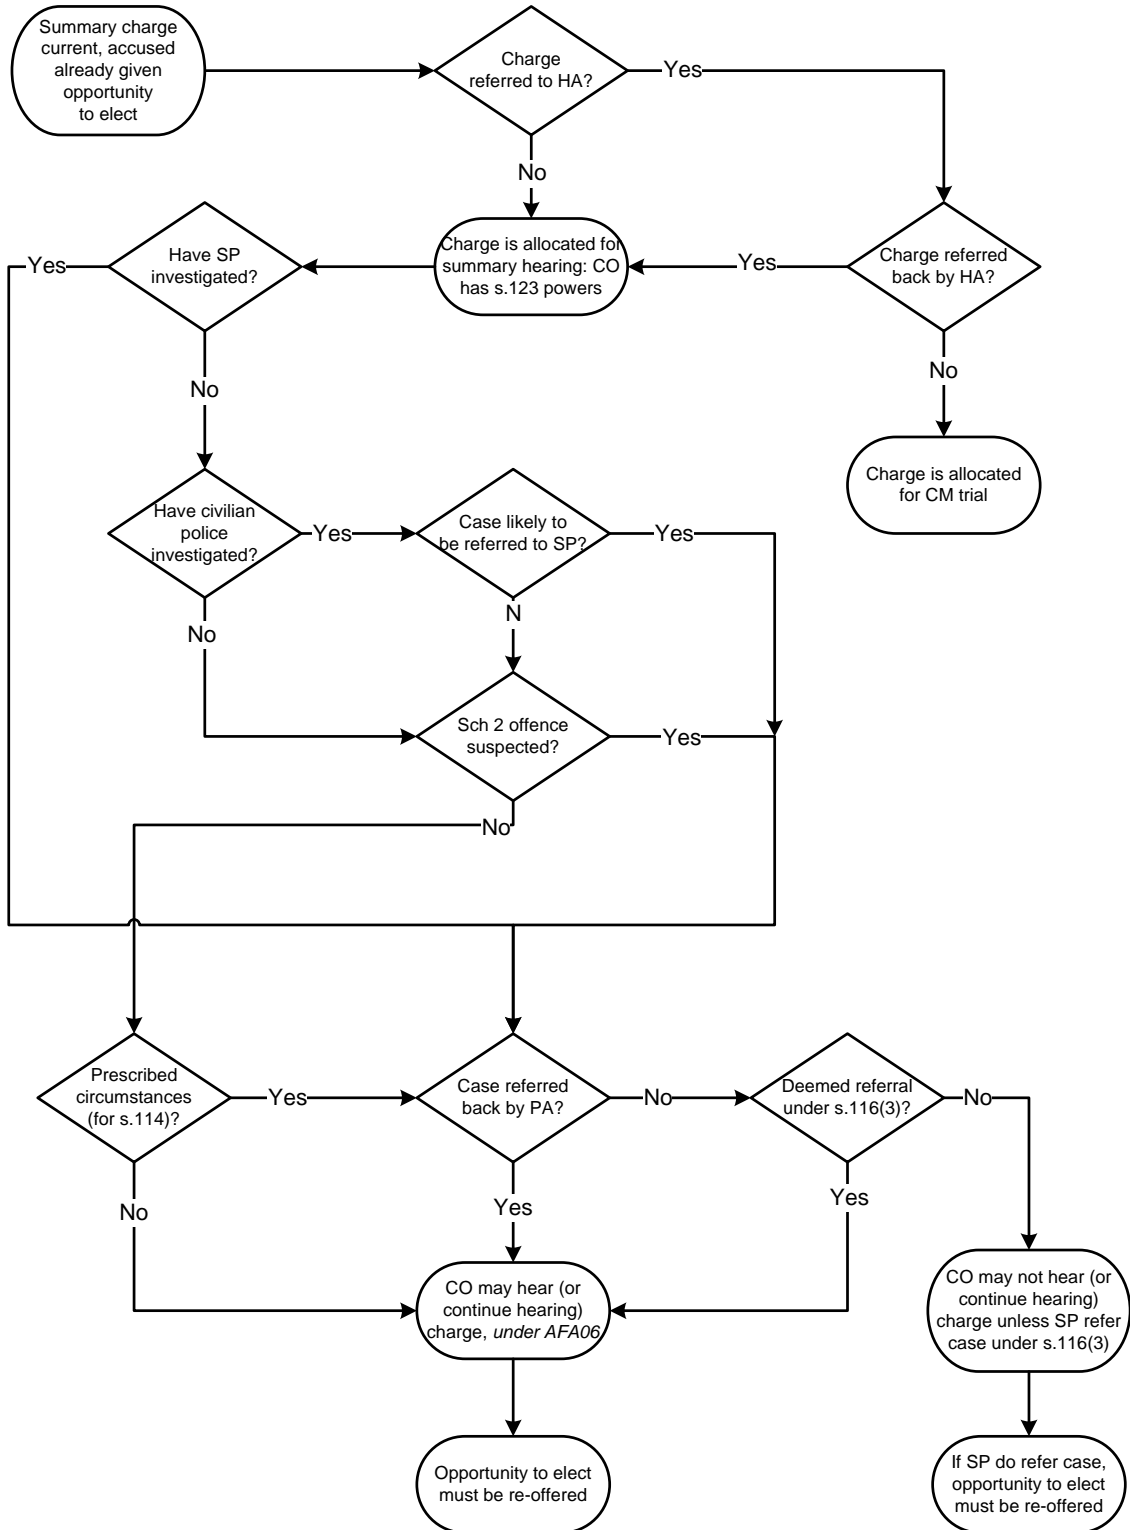 Summary charge
current, accused
already given
opportunity
to elect
Charge
referred to HA?
Yes
No
Have SP
investigated?
Yes
Charge is allocated for
summary hearing: CO
has s.123 powers
Yes
Charge referred
back by HA?
No
No
Charge is allocated
for CM trial
Have civilian
police
investigated?
Yes
Case likely to
be referred to SP?
Yes
No
N
Sch 2 offence
suspected?
Yes
No
Prescribed
circumstances
(for s.114)?
Yes
Case referred
back by PA?
No
Deemed referral
under s.116(3)?
No
No
Yes
Yes
CO may hear (or
continue hearing)
charge, under AFA06
CO may not hear (or
continue hearing)
charge unless SP refer
case under s.116(3)
Opportunity to elect
must be re-offered
If SP do refer case,
opportunity to elect
must be re-offered